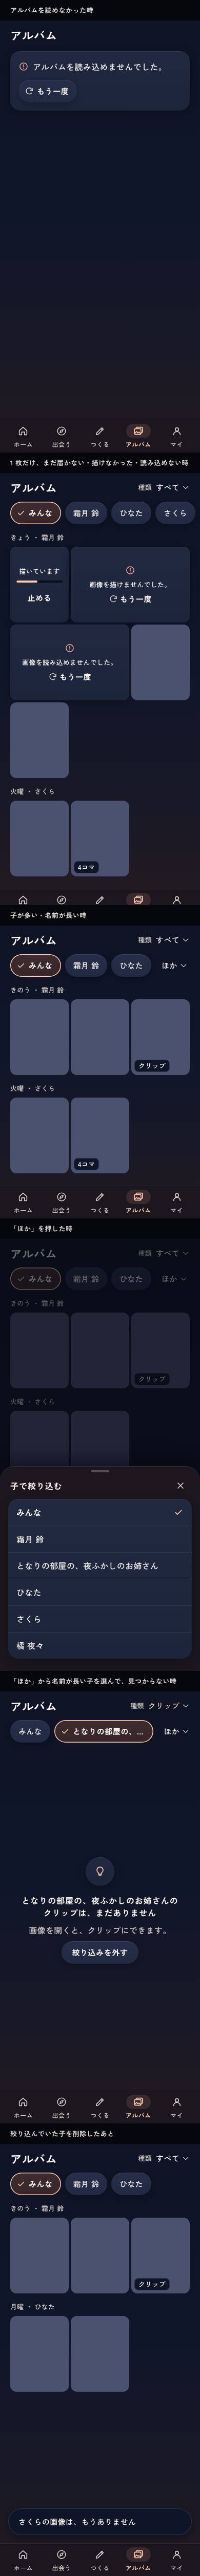 アルバムを読めなかった時
アルバム
アルバムを読み込めませんでした。
もう一度
ホーム 出会う つくる アルバム マイ
1枚だけ、まだ届かない・描けなかった・読み込めない時
アルバム 種類 すべて
みんな 霜月 鈴 ひなた さくら
きょう ・ 霜月 鈴
描いています
止める
画像を描けませんでした。
もう一度
画像を読み込めませんでした。
もう一度
火曜 ・ さくら
4コマ
子が多い・名前が長い時
アルバム 種類 すべて
みんな 霜月 鈴 ひなた ほか
きのう ・ 霜月 鈴
クリップ
火曜 ・ さくら
4コマ
ホーム 出会う つくる アルバム マイ
「ほか」を押した時
アルバム 種類 すべて
みんな 霜月 鈴 ひなた ほか
きのう ・ 霜月 鈴
クリップ
火曜 ・ さくら
子で絞り込む
みんな
霜月 鈴
となりの部屋の、夜ふかしのお姉さん
ひなた
さくら
橘 夜々
「ほか」から名前が長い子を選んで、見つからない時
アルバム 種類 クリップ
みんな となりの部屋の、… ほか
となりの部屋の、夜ふかしのお姉さんの
クリップは、まだありません
画像を開くと、クリップにできます。
絞り込みを外す
ホーム 出会う つくる アルバム マイ
絞り込んでいた子を削除したあと
アルバム 種類 すべて
みんな 霜月 鈴 ひなた
きのう ・ 霜月 鈴
クリップ
月曜 ・ ひなた
さくらの画像は、もうありません
ホーム 出会う つくる アルバム マイ